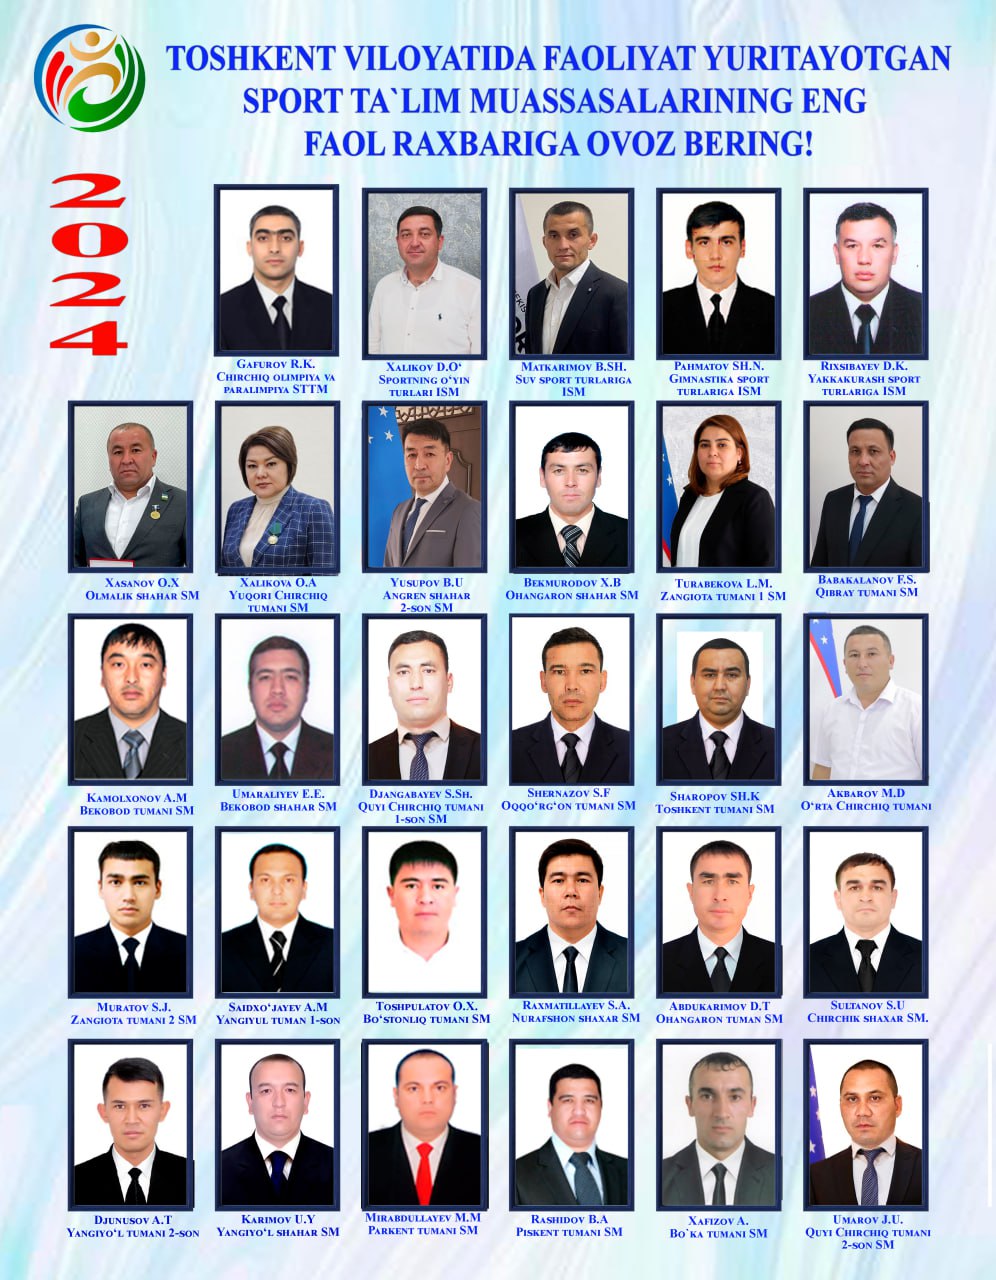 TOSHKENT VILOYATIDA FAOLIYAT YURITAYOTGAN
SPORT TA`LIM MUASSASALARINING ENG
FAOL RAXBARIGA OVOZ BERING!
2024
GAFUROV R.K.
CHIRCHIQ OLIMPIYA VA
PARALIMPIYA STTM
XALIKOV D.O‘
SPORTNING O‘YIN
TURLARI ISM
MATKARIMOV B.SH.
SUV SPORT TURLARIGA
ISM
PAHMATOV SH.N.
GIMNASTIKA SPORT
TURLARIGA ISM
RIXSIBAYEV D.K.
YAKKAKURASH SPORT
TURLARIGA ISM
XASANOV O.X
OLMALIK SHAHAR SM
XALIKOVA O.A
YUQORI CHIRCHIQ
TUMANI SM
YUSUPOV B.U
ANGREN SHAHAR
2-SON SM
BEKMURODOV X.B
OHANGARON SHAHAR SM
TURABEKOVA L.M.
ZANGIOTA TUMANI 1 SM
BABAKALANOV F.S.
QIBRAY TUMANI SM
KAMOLXONOV A.M
BEKOBOD TUMANI SM
UMARALIYEV E.E.
BEKOBOD SHAHAR SM
DJANGABAYEV S.SH.
QUYI CHIRCHIQ TUMANI
1-SON SM
SHERNAZOV S.F
OQQO‘RG‘ON TUMANI SM
SHAROPOV SH.K
TOSHKENT TUMANI SM
AKBAROV M.D
O‘RTA CHIRCHIQ TUMANI
MURATOV S.J.
ZANGIOTA TUMANI 2 SM
SAIDXO‘JAYEV A.M
YANGIYUL TUMAN 1-SON
TOSHPULATOV O.X.
BO‘STONLIQ TUMANI SM
RAXMATILLAYEV S.A.
NURAFSHON SHAXAR SM
ABDUKARIMOV D.T
OHANGARON TUMAN SM
SULTANOV S.U
CHIRCHIK SHAXAR SM.
DJUNUSOV A.T
YANGIYO‘L TUMANI 2-SON
KARIMOV U.Y
YANGIYO‘L SHAHAR SM
MIRABDULLAYEV M.M
PARKENT TUMANI SM
RASHIDOV B.A
PISKENT TUMANI SM
XAFIZOV A.
BO`KA TUMANI SM
UMAROV J.U.
QUYI CHIRCHIQ TUMANI
2-SON SM